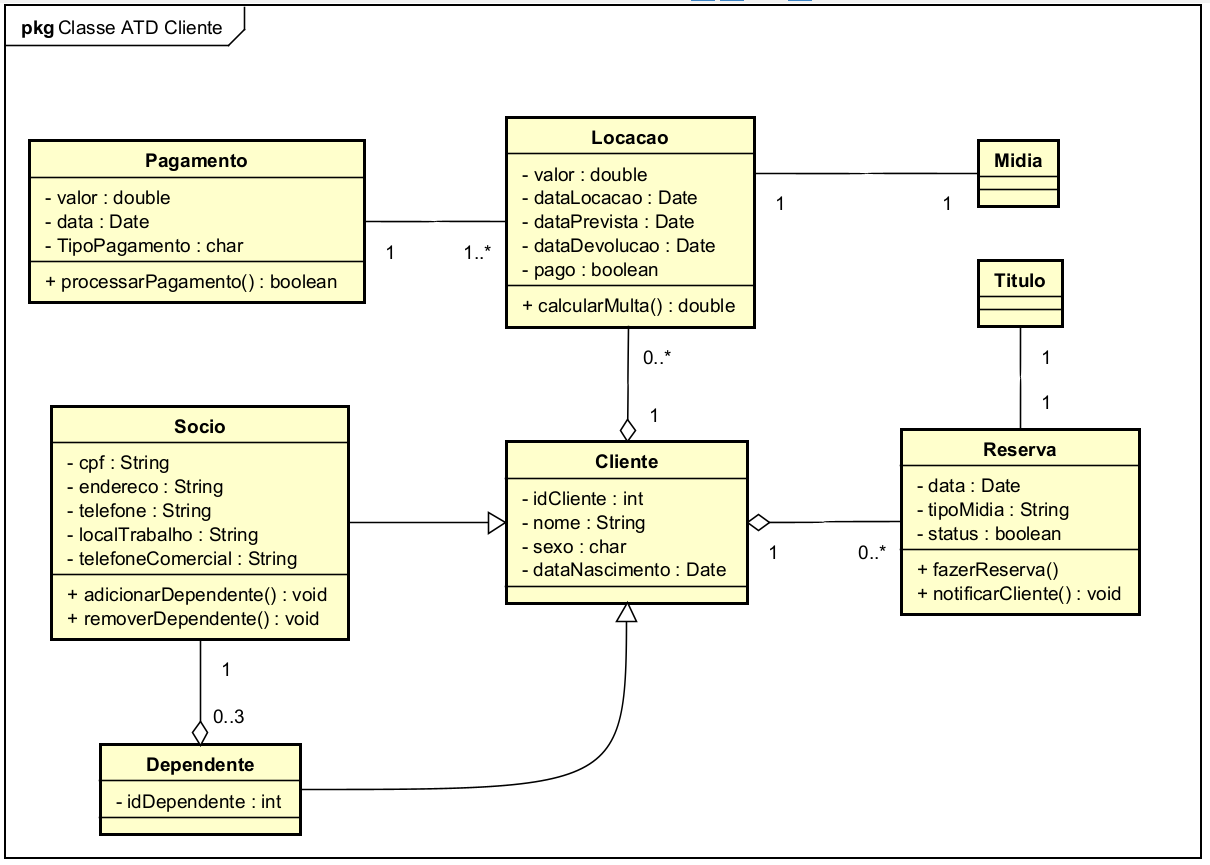 pkg Classe ATD Cliente
Pagamento
- valor : double
- data : Date
- TipoPagamento : char
+ processarPagamento() : boolean
1
1..*
Locacao
- valor : double
- dataLocacao : Date
- dataPrevista : Date
- dataDevolucao : Date
- pago : boolean
+ calcularMulta() : double
1
1
Midia
Titulo
1
1
0..*
1
Socio
- cpf : String
- endereco : String
- telefone : String
- localTrabalho : String
- telefoneComercial : String
+ adicionarDependente() : void
+ removerDependente() : void
Cliente
- idCliente : int
- nome : String
- sexo : char
- dataNascimento : Date
1
0..*
Reserva
- data : Date
- tipoMidia : String
- status : boolean
+ fazerReserva()
+ notificarCliente() : void
1
0..3
Dependente
- idDependente : int